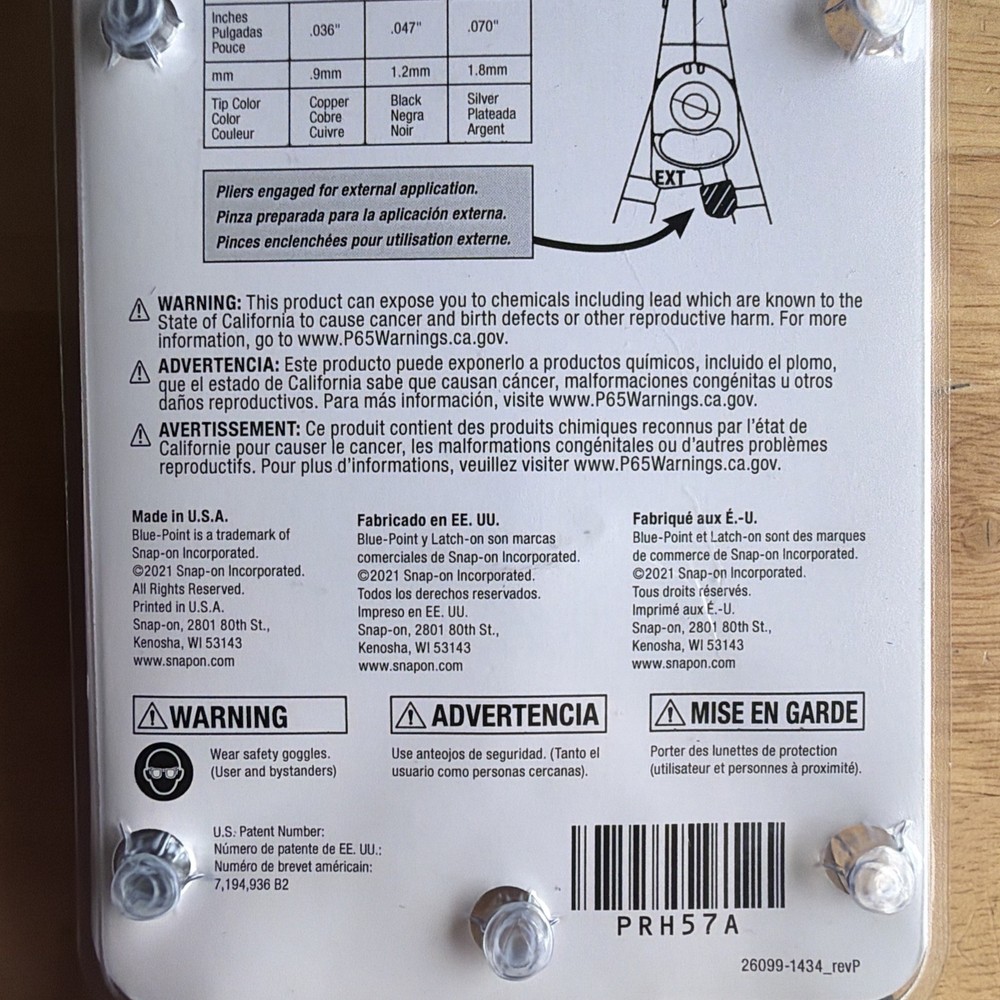 Inches
Pulgadas
Pouce
.036"
.047"
.070"
mm
.9mm
1.2mm
1.8mm
Tip Color
Color
Couleur
Copper
Cobre
Cuivre
Black
Negra
Noir
Silver
Plateada
Argent
EXT
Pliers engaged for external application.
Pinza preparada para la aplicación externa.
Pinces enclenchées pour utilisation externe.
⚠ WARNING: This product can expose you to chemicals including lead which are known to the
State of California to cause cancer and birth defects or other reproductive harm. For more
information, go to www.P65Warnings.ca.gov.
⚠ ADVERTENCIA: Este producto puede exponerlo a productos químicos, incluido el plomo,
que el estado de California sabe que causan cáncer, malformaciones congénitas u otros
daños reproductivos. Para más información, visite www.P65Warnings.ca.gov.
⚠ AVERTISSEMENT: Ce produit contient des produits chimiques reconnus par l'état de
Californie pour causer le cancer, les malformations congénitales ou d'autres problèmes
reproductifs. Pour plus d'informations, veuillez visiter www.P65Warnings.ca.gov.
Made in U.S.A.
Blue-Point is a trademark of
Snap-on Incorporated.
©2021 Snap-on Incorporated.
All Rights Reserved.
Printed in U.S.A.
Snap-on, 2801 80th St.,
Kenosha, WI 53143
www.snapon.com
Fabricado en EE. UU.
Blue-Point y Latch-on son marcas
comerciales de Snap-on Incorporated.
©2021 Snap-on Incorporated.
Todos los derechos reservados.
Impreso en EE. UU.
Snap-on, 2801 80th St.,
Kenosha, WI 53143
www.snapon.com
Fabriqué aux É.-U.
Blue-Point et Latch-on sont des marques
de commerce de Snap-on Incorporated.
©2021 Snap-on Incorporated.
Tous droits réservés.
Imprimé aux É.-U.
Snap-on, 2801 80th St.,
Kenosha, WI 53143
www.snapon.com
⚠ WARNING
Wear safety goggles.
(User and bystanders)
⚠ ADVERTENCIA
Use anteojos de seguridad. (Tanto el
usuario como personas cercanas).
⚠ MISE EN GARDE
Porter des lunettes de protection
(utilisateur et personnes à proximité).
U.S. Patent Number:
Número de patente de EE. UU.:
Numéro de brevet américain:
7,194,936 B2
PRH57A
26099-1434_revP